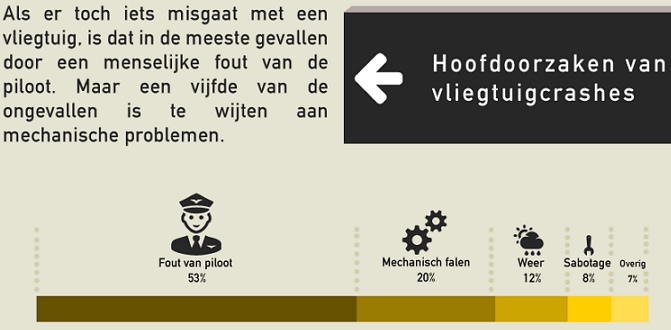 Als er toch iets misgaat met een
vliegtuig, is dat in de meeste gevallen
door een menselijke fout van de
piloot. Maar een vijfde van de
ongevallen is te wijten aan
mechanische problemen.
Hoofdoorzaken van
vliegtuigcrashes
Fout van piloot
53%
Mechanisch falen
20%
Weer
12%
Sabotage
8%
Overig
7%